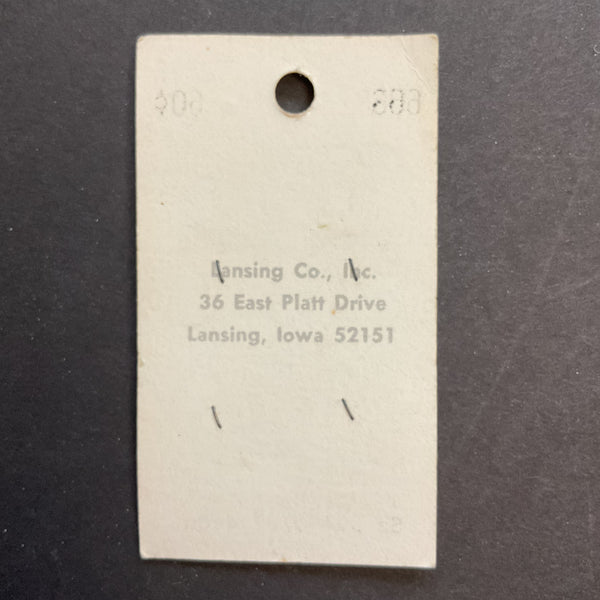 Lansing Co., Inc.
36 East Platt Drive
Lansing, Iowa 52151